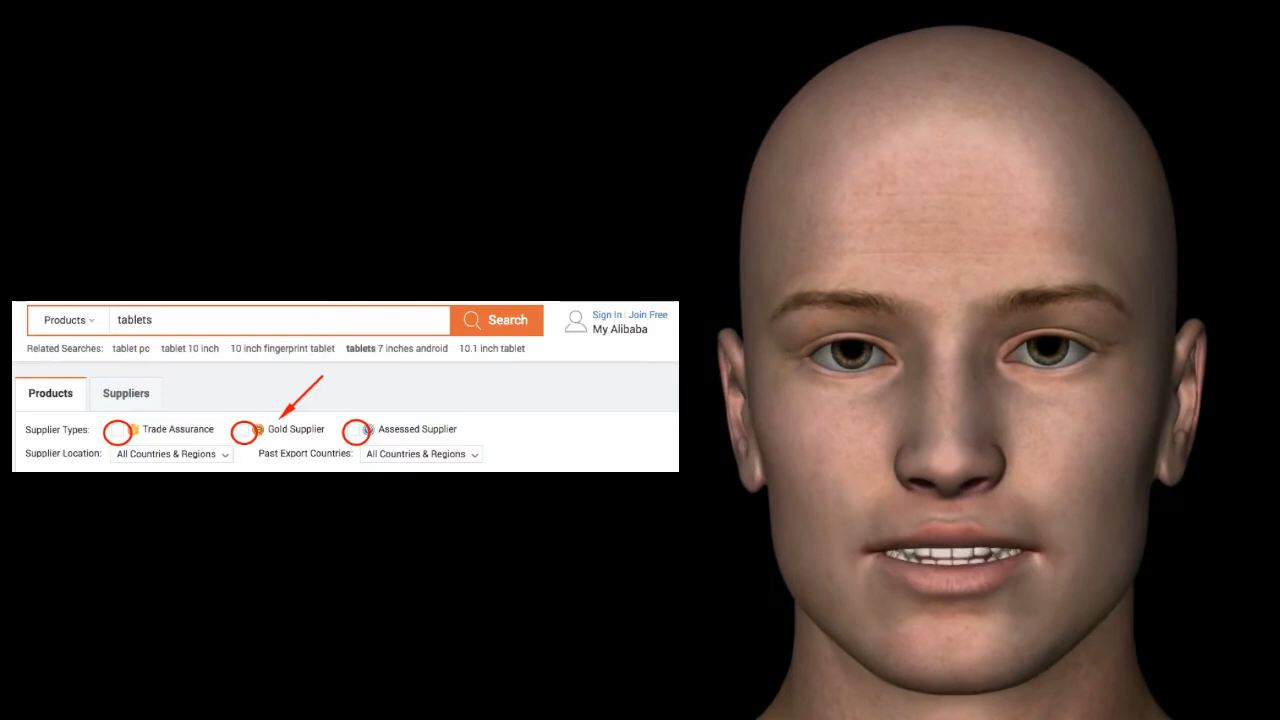 Products tablets Search Sign In | Join Free
My Alibaba
Related Searches: tablet pc tablet 10 inch 10 inch fingerprint tablet tablets 7 inches android 10.1 inch tablet
Products Suppliers
Supplier Types: Trade Assurance Gold Supplier Assessed Supplier
Supplier Location: All Countries & Regions Past Export Countries: All Countries & Regions